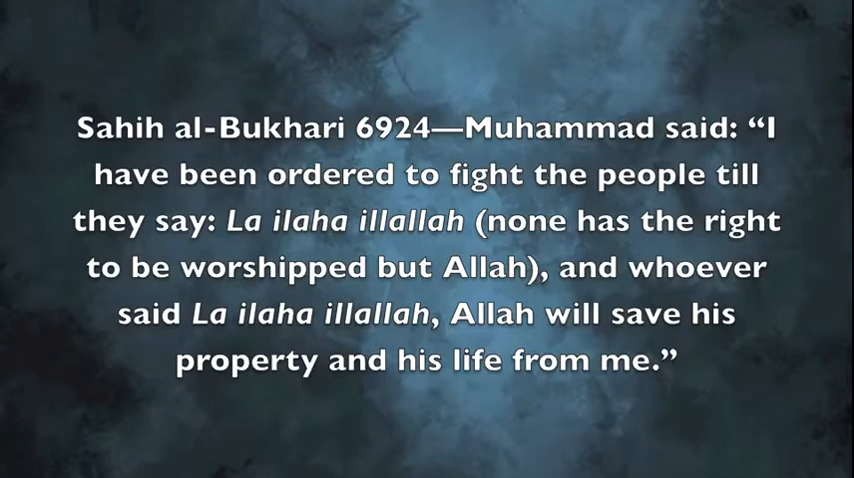 Sahih al-Bukhari 6924—Muhammad said: “I
have been ordered to fight the people till
they say: La ilaha illallah (none has the right
to be worshipped but Allah), and whoever
said La ilaha illallah, Allah will save his
property and his life from me.”